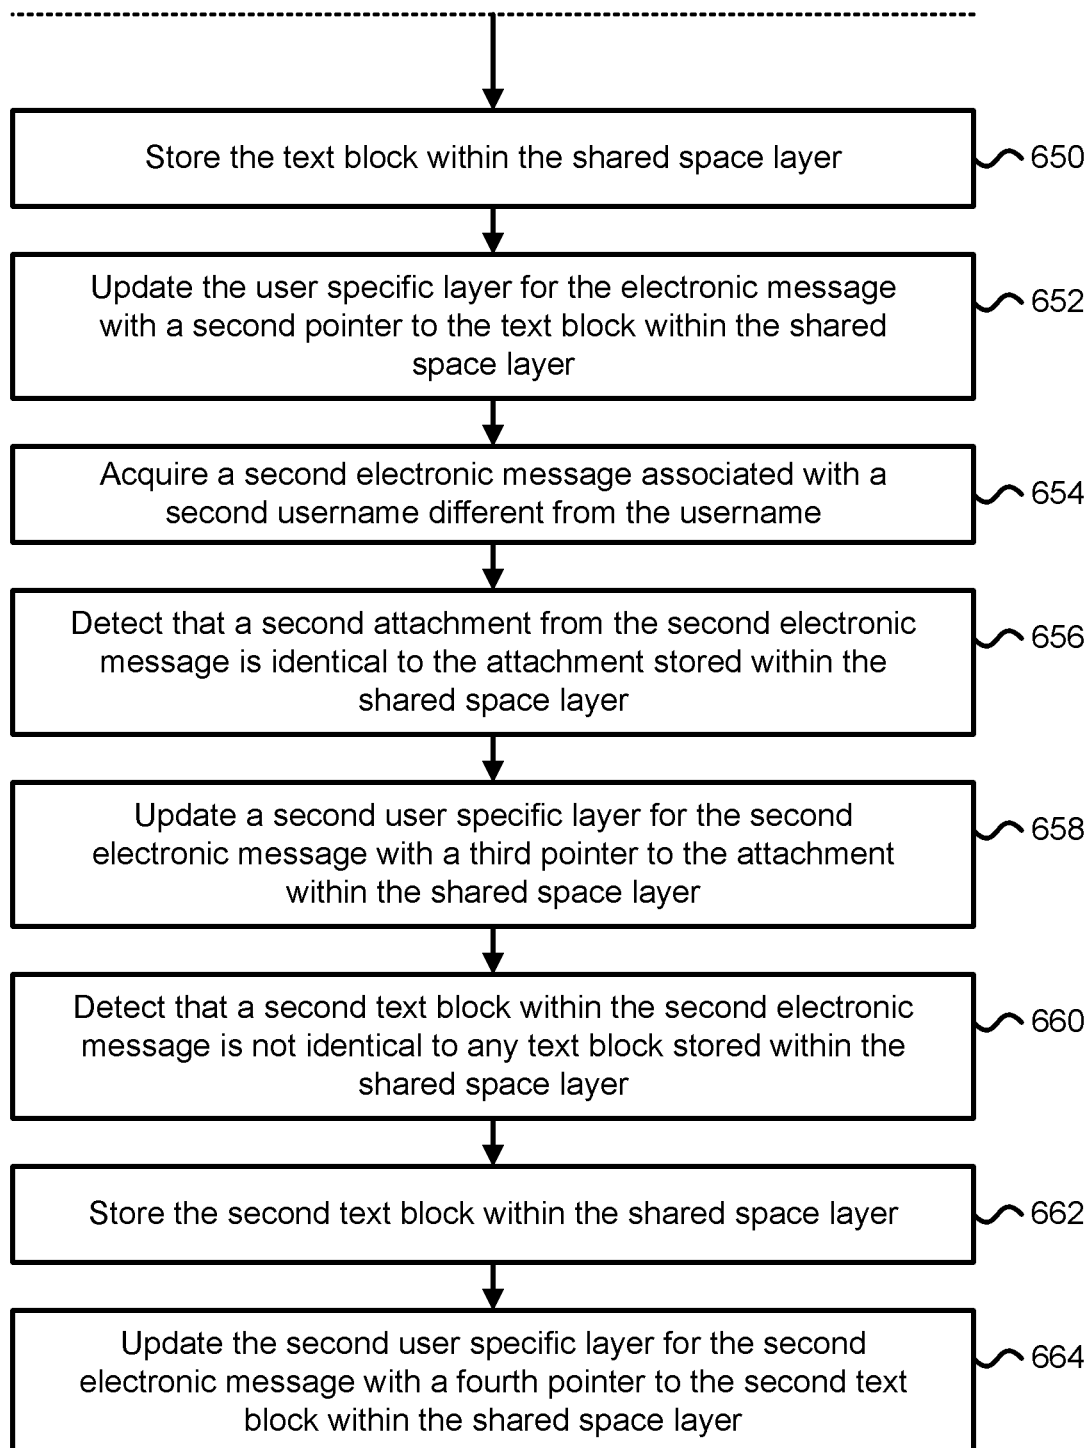 Store the text block within the shared space layer
650
Update the user specific layer for the electronic message
with a second pointer to the text block within the shared
space layer
652
Acquire a second electronic message associated with a
second username different from the username
654
Detect that a second attachment from the second electronic
message is identical to the attachment stored within the
shared space layer
656
Update a second user specific layer for the second
electronic message with a third pointer to the attachment
within the shared space layer
658
Detect that a second text block within the second electronic
message is not identical to any text block stored within the
shared space layer
660
Store the second text block within the shared space layer
662
Update the second user specific layer for the second
electronic message with a fourth pointer to the second text
block within the shared space layer
664